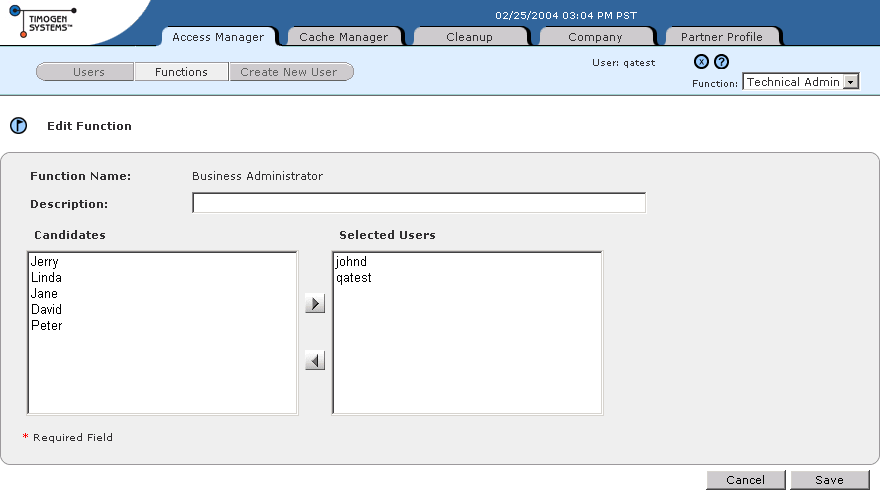 TIMOGEN
SYSTEMS™
02/25/2004 03:04 PM PST
Access Manager
Cache Manager
Cleanup
Company
Partner Profile
Users
Functions
Create New User
User: qatest
x ?
Function: Technical Admin
Edit Function
Function Name: Business Administrator
Description:
Candidates
Selected Users
Jerry
Linda
Jane
David
Peter
johnd
qatest
* Required Field
Cancel
Save